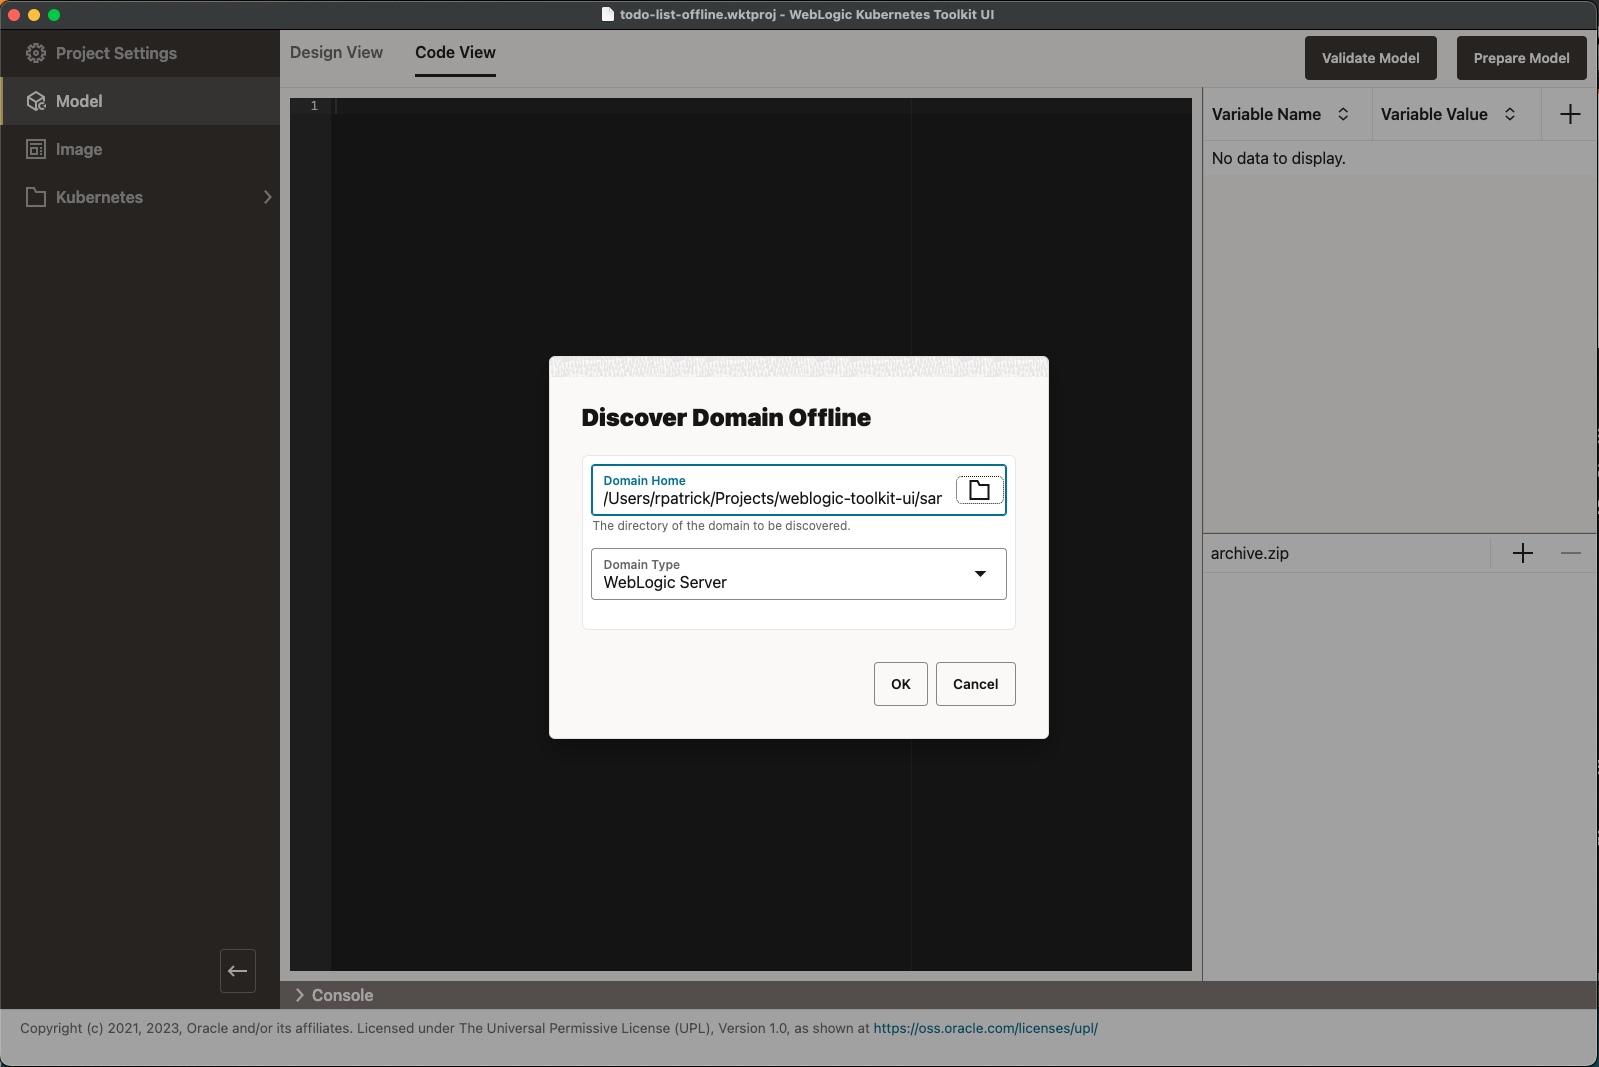 todo-list-offline.wktproj - WebLogic Kubernetes Toolkit UI
Project Settings
Model
Image
Kubernetes
Design View
Code View
Validate Model
Prepare Model
1
Variable Name
Variable Value
No data to display.
Discover Domain Offline
Domain Home
/Users/rpatrick/Projects/weblogic-toolkit-ui/sar
The directory of the domain to be discovered.
Domain Type
WebLogic Server
OK
Cancel
archive.zip
Console
Copyright (c) 2021, 2023, Oracle and/or its affiliates. Licensed under The Universal Permissive License (UPL), Version 1.0, as shown at https://oss.oracle.com/licenses/upl/